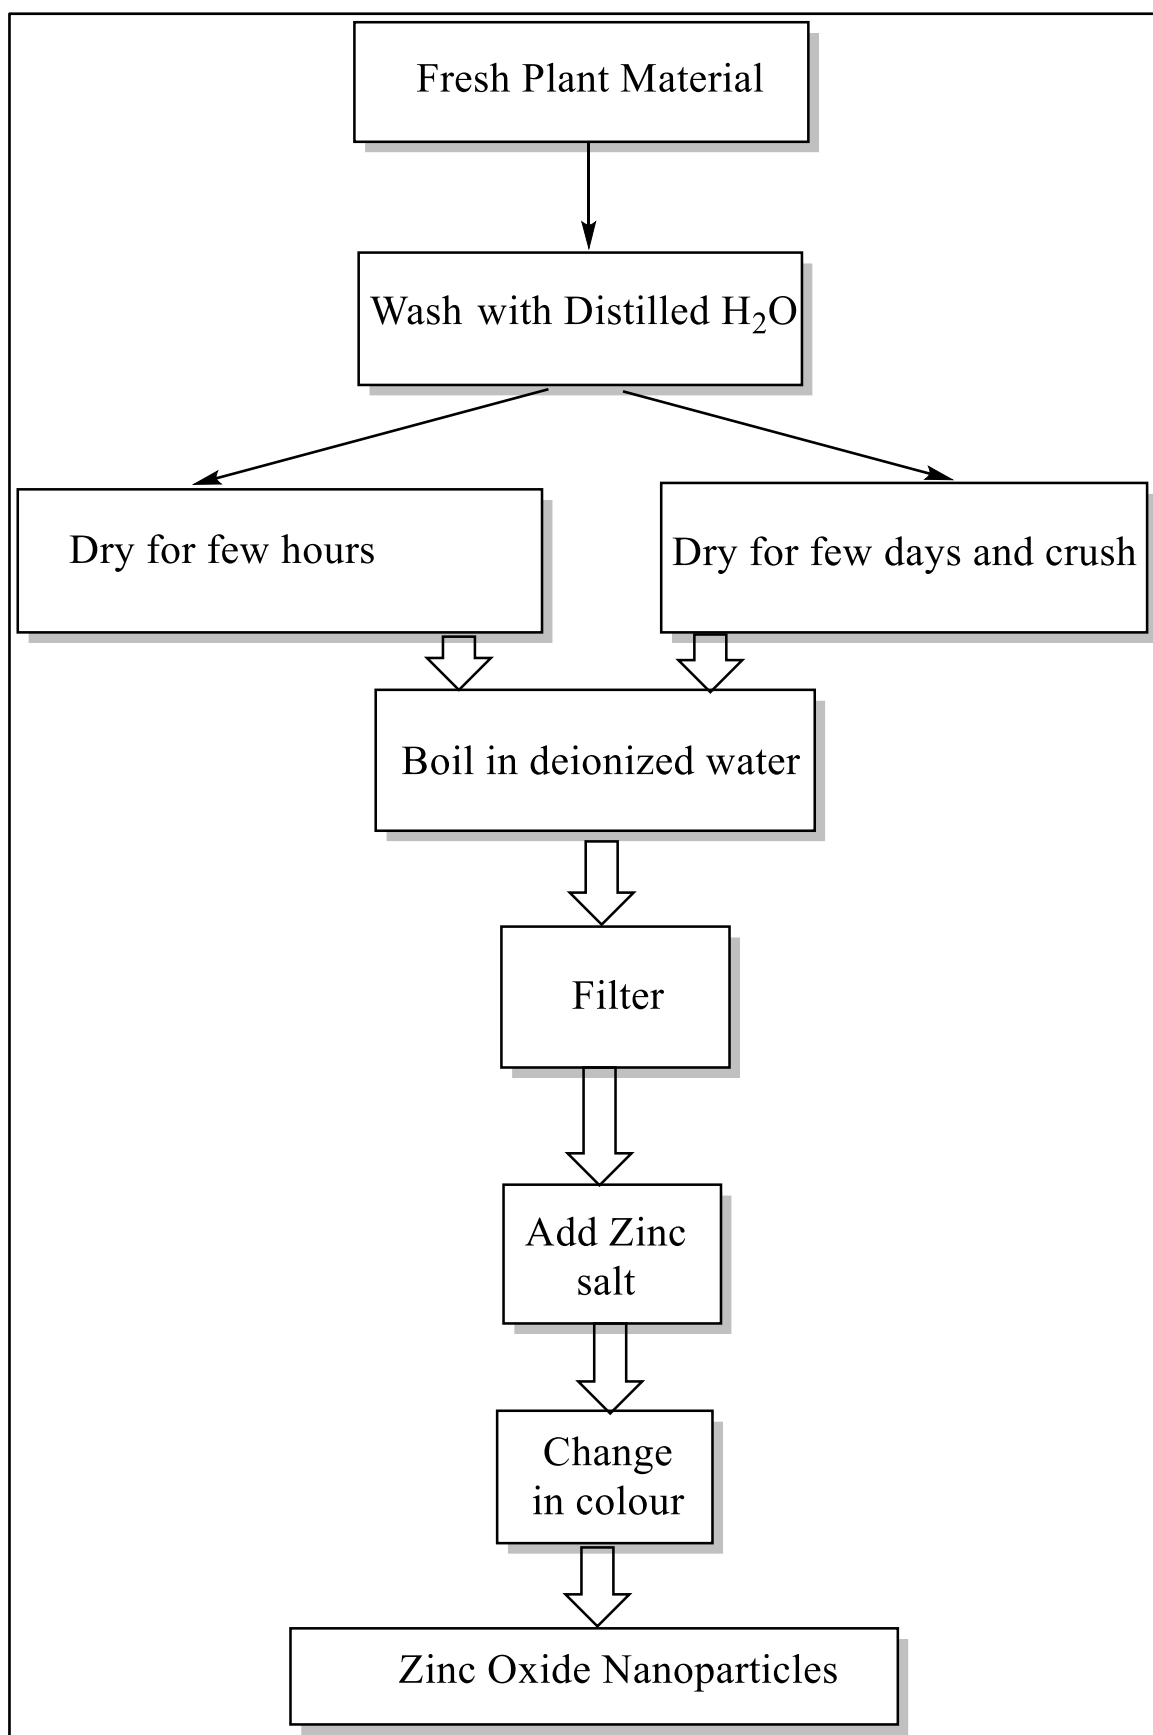 Fresh Plant Material
Wash with Distilled H₂O
Dry for few hours
Dry for few days and crush
Boil in deionized water
Filter
Add Zinc
salt
Change
in colour
Zinc Oxide Nanoparticles